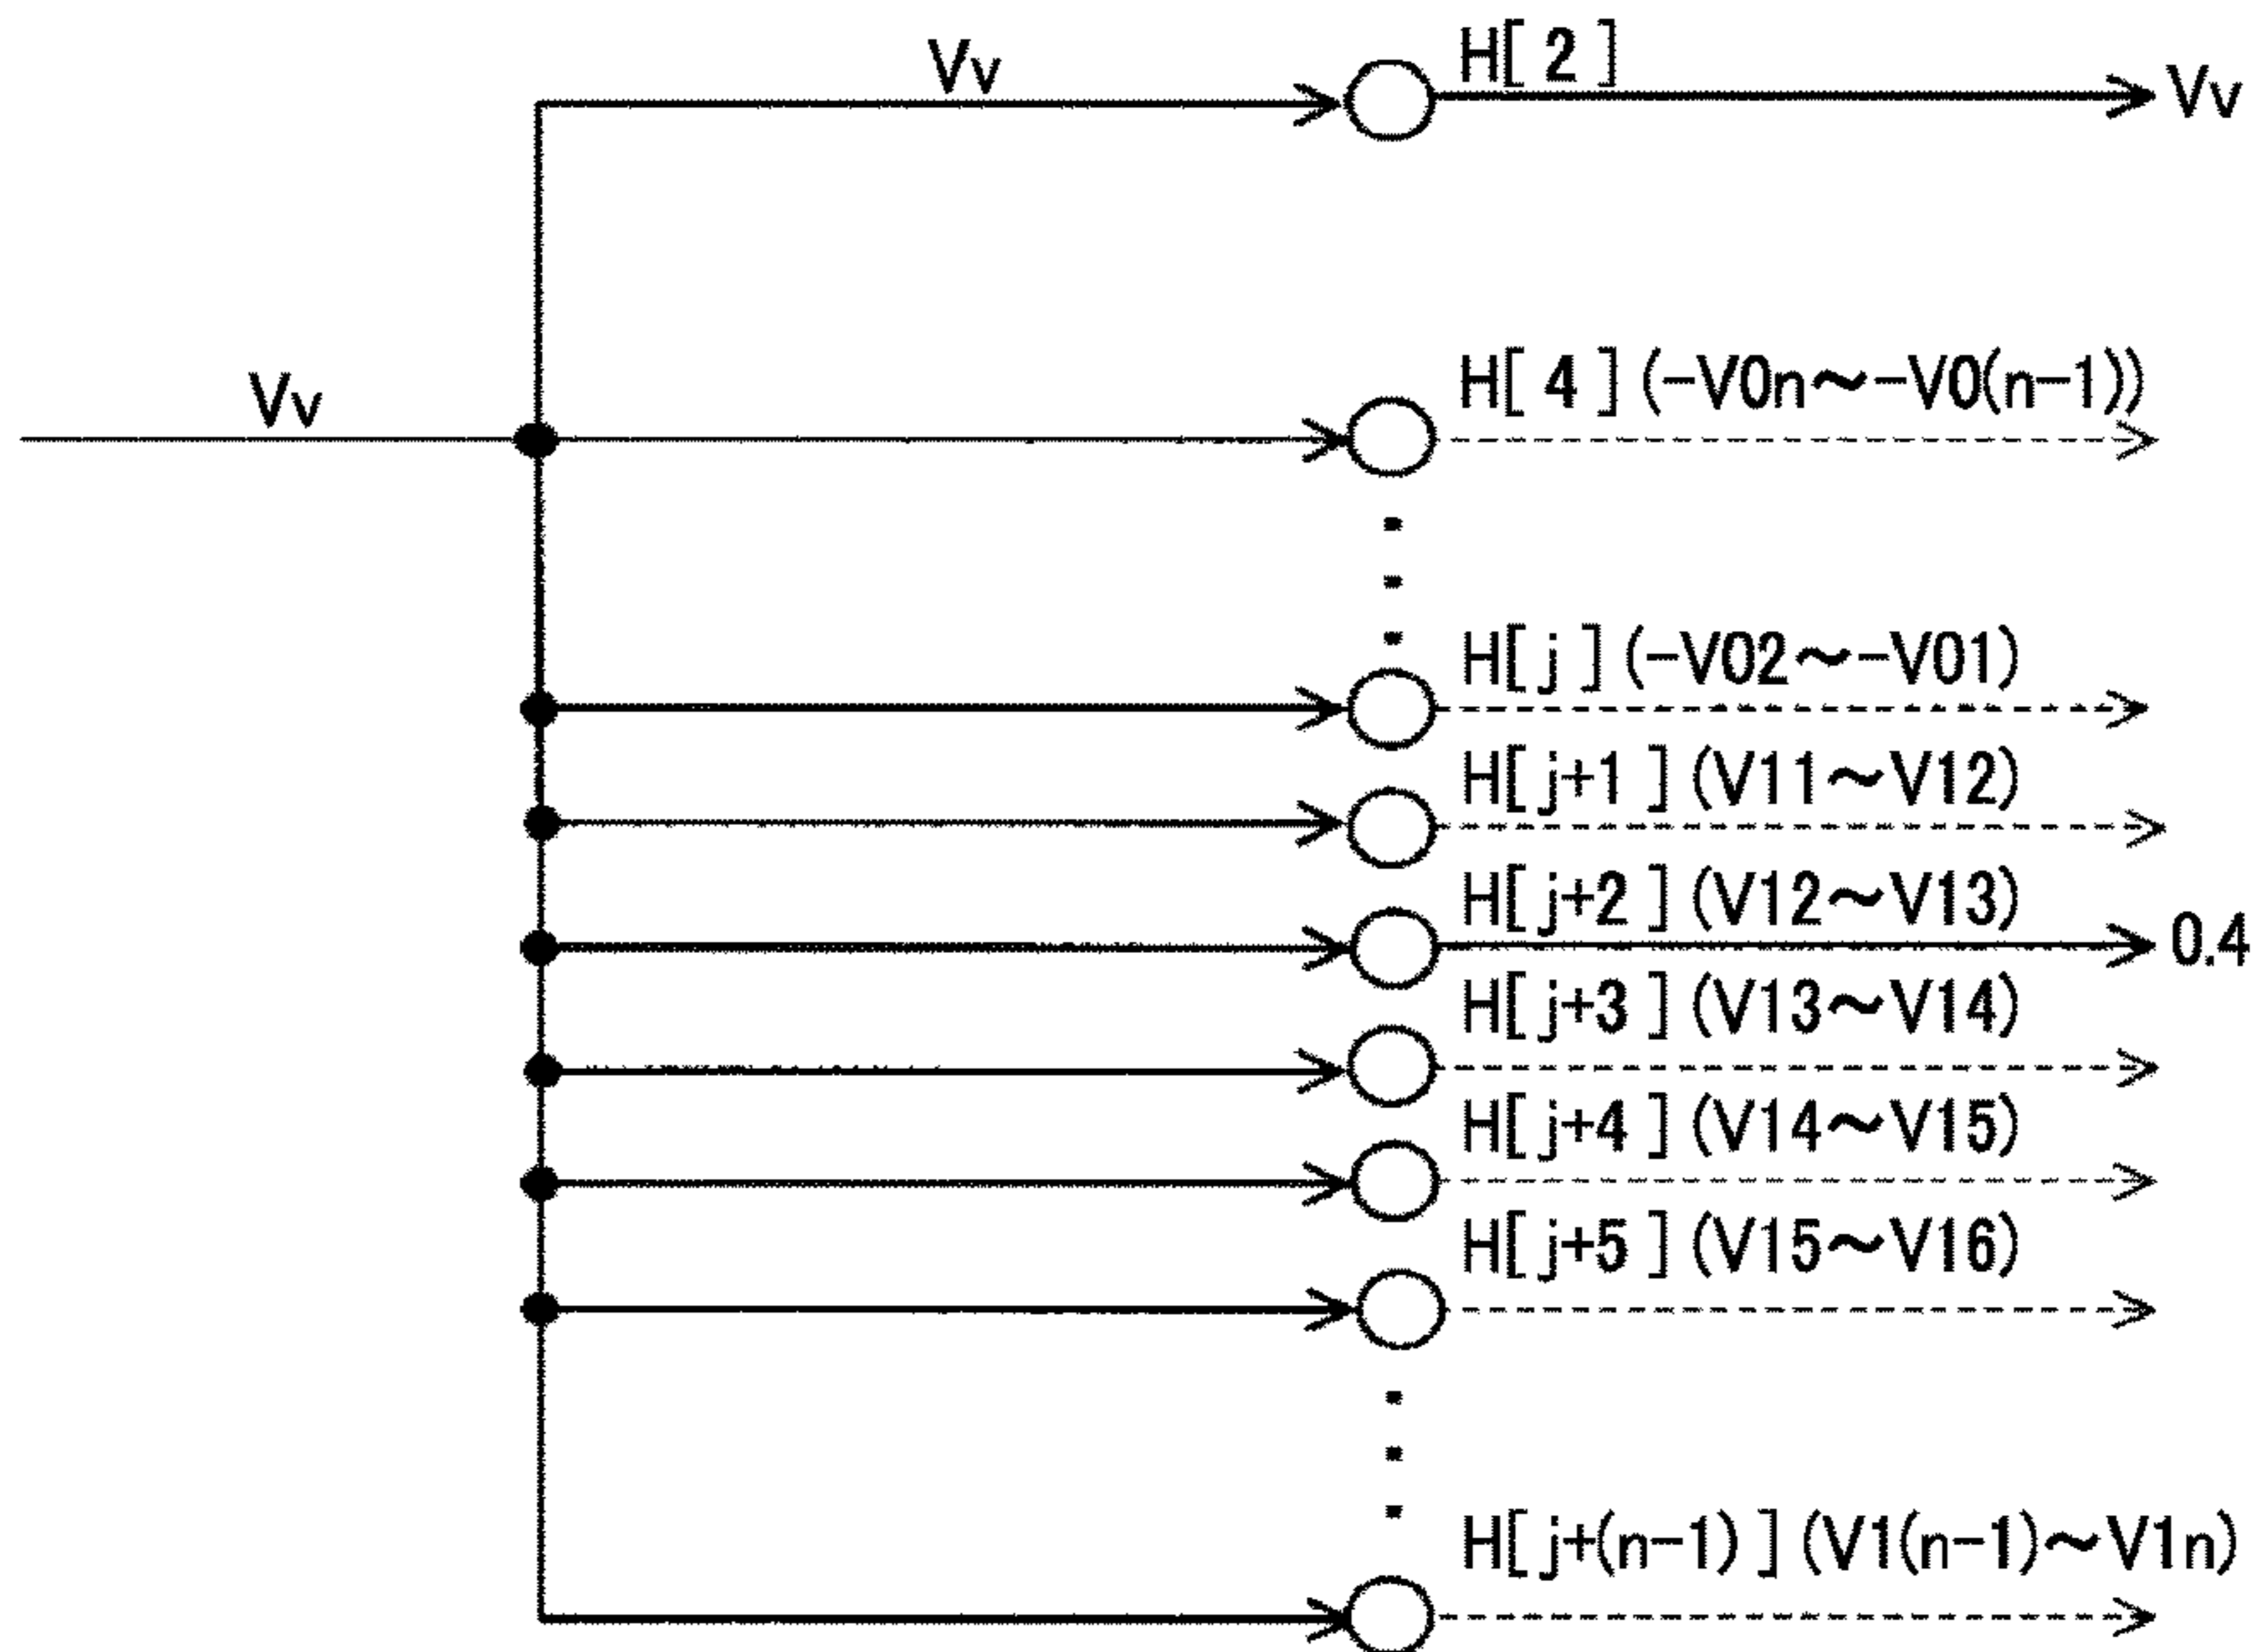 Vv
H[ 2 ]
Vv
Vv
H[ 4 ](-V0n～-V0(n-1))
H[ j ](-V02～-V01)
H[ j+1 ](V11～V12)
H[ j+2 ](V12～V13)
0.4
H[ j+3 ](V13～V14)
H[ j+4 ](V14～V15)
H[ j+5 ](V15～V16)
H[ j+(n-1) ](V1(n-1)～V1n)